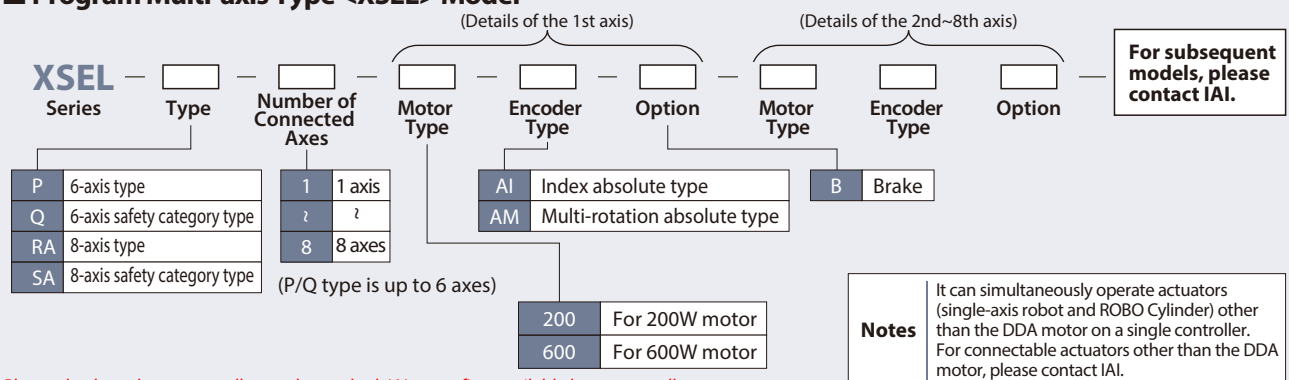 Program Multi-axis Type <XSEL> Model
(Details of the 1st axis)
(Details of the 2nd~8th axis)
XSEL — — — — — — — —
Series
Type
Number of
Connected
Axes
Motor
Type
Encoder
Type
Option
Motor
Type
Encoder
Type
Option
For subsequent
models, please
contact IAI.
P 6-axis type
Q 6-axis safety category type
RA 8-axis type
SA 8-axis safety category type
1 1 axis
~ ~
8 8 axes
(P/Q type is up to 6 axes)
AI Index absolute type
AM Multi-rotation absolute type
B Brake
200 For 200W motor
600 For 600W motor
Notes
It can simultaneously operate actuators
(single-axis robot and ROBO Cylinder) other
than the DDA motor on a single controller.
For connectable actuators other than the DDA
motor, please contact IAI.